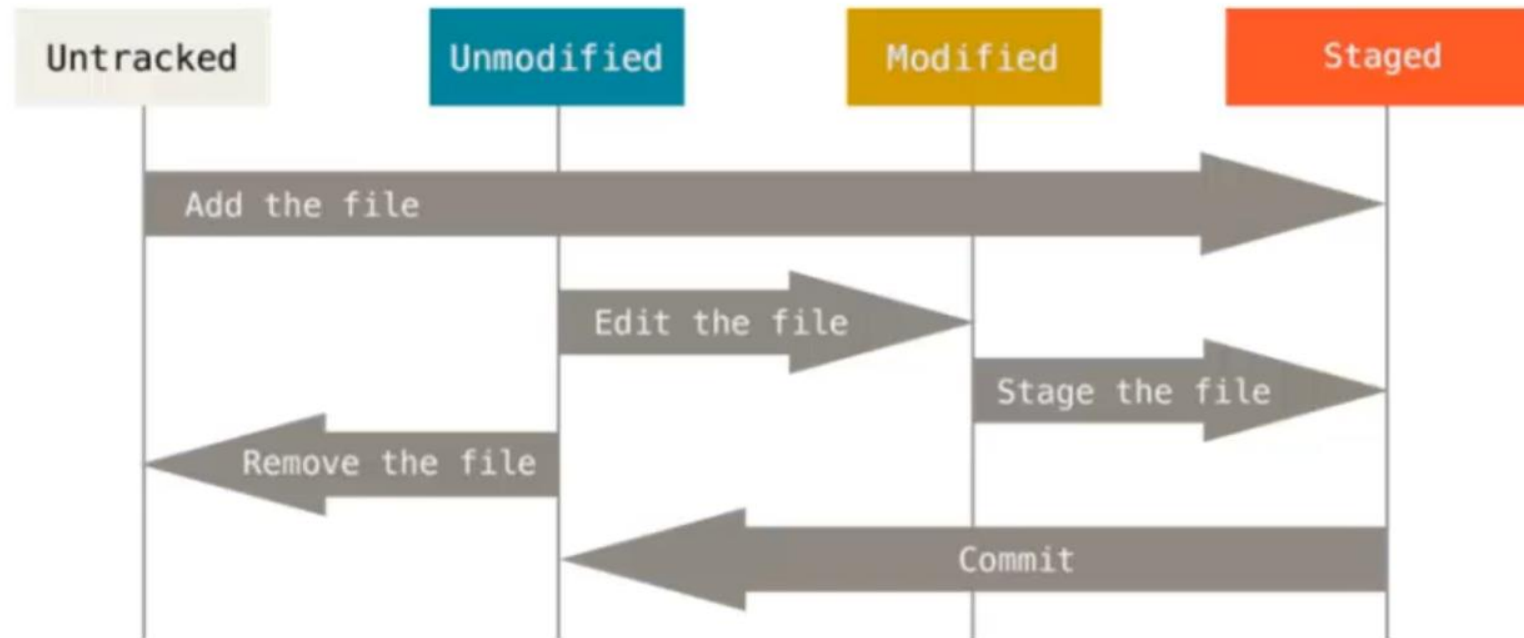 Untracked
Unmodified
Modified
Staged
Add the file
Edit the file
Stage the file
Remove the file
Commit